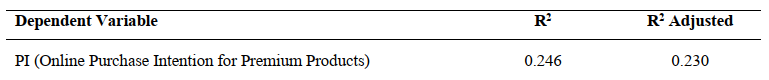 Dependent Variable R² R² Adjusted
PI (Online Purchase Intention for Premium Products) 0.246 0.230